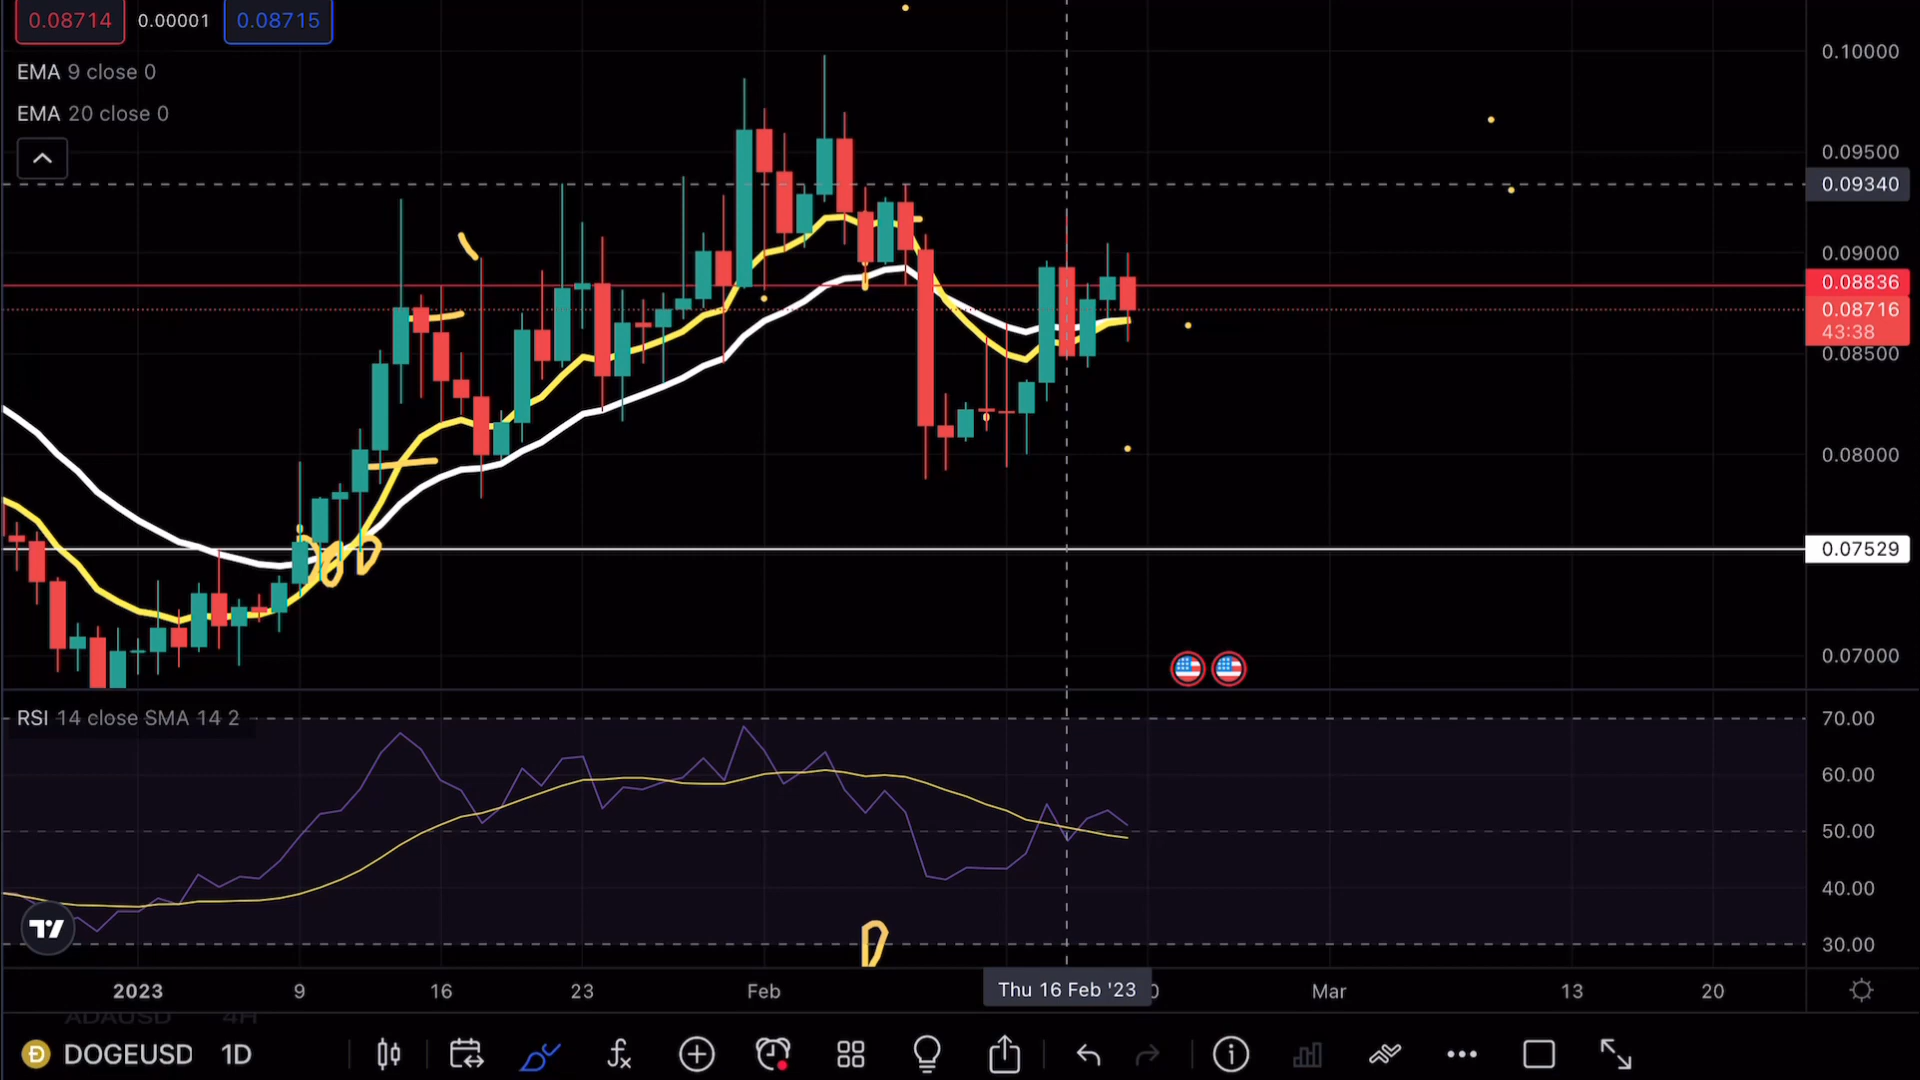 0.08714 0.00001 0.08715
EMA 9 close 0
EMA 20 close 0
0.10000
0.09500
0.09340
0.09000
0.08836
0.08716
43:38
0.08500
0.08000
0.07529
0.07000
RSI 14 close SMA 14 2
70.00
60.00
50.00
40.00
30.00
2023 9 16 23 Feb Thu 16 Feb '23 0 Mar 13 20
ADAUSD 4H
DOGEUSD 1D